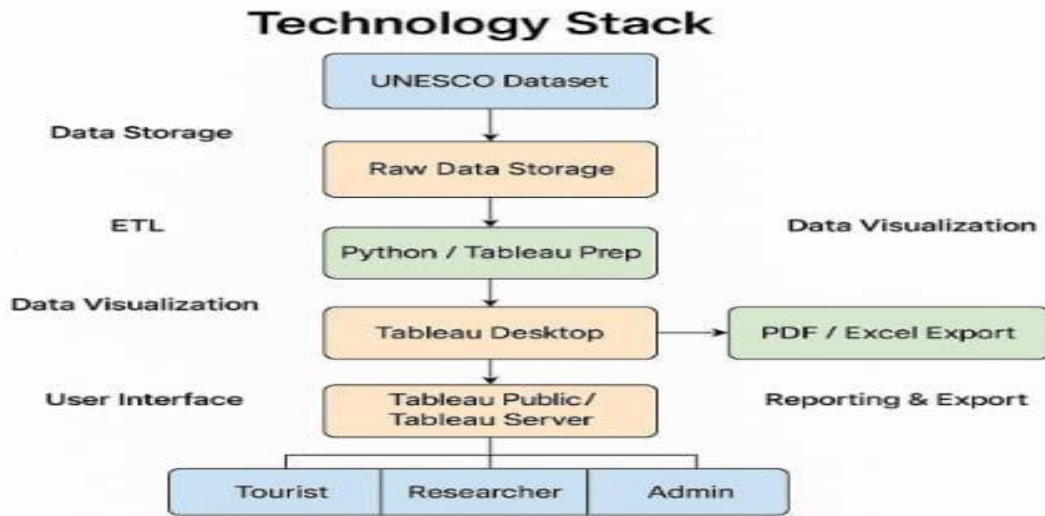 Technology Stack
UNESCO Dataset
Data Storage
Raw Data Storage
ETL
Data Visualization
Python / Tableau Prep
Data Visualization
Tableau Desktop
PDF / Excel Export
User Interface
Tableau Public /
Tableau Server
Reporting & Export
Tourist
Researcher
Admin